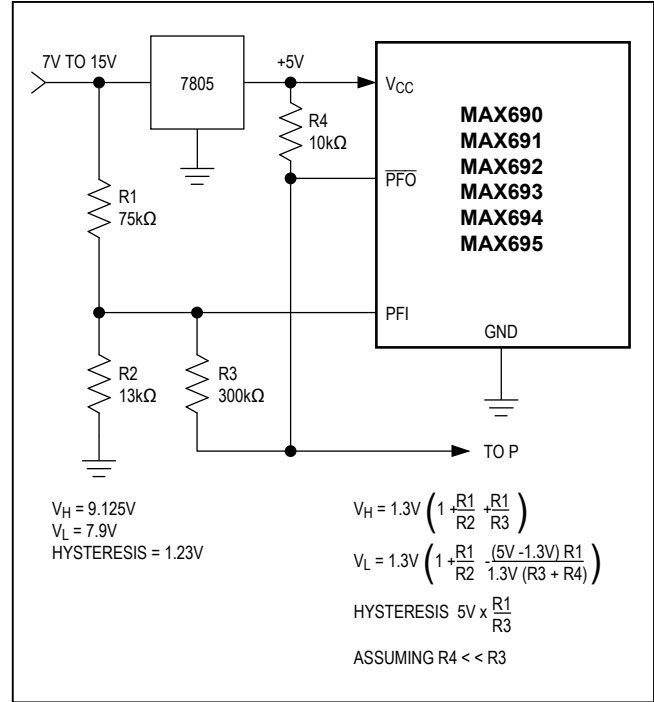 7V TO 15V
7805
+5V
VCC
R4
10kΩ
MAX690
MAX691
MAX692
MAX693
MAX694
MAX695
PFO
R1
75kΩ
PFI
GND
R2
13kΩ
R3
300kΩ
TO P
VH = 9.125V
VL = 7.9V
HYSTERESIS = 1.23V
VH = 1.3V (1 + R1/R2 + R1/R3)
VL = 1.3V (1 + R1/R2 - (5V -1.3V) R1/1.3V (R3 + R4))
HYSTERESIS 5V x R1/R3
ASSUMING R4 < < R3